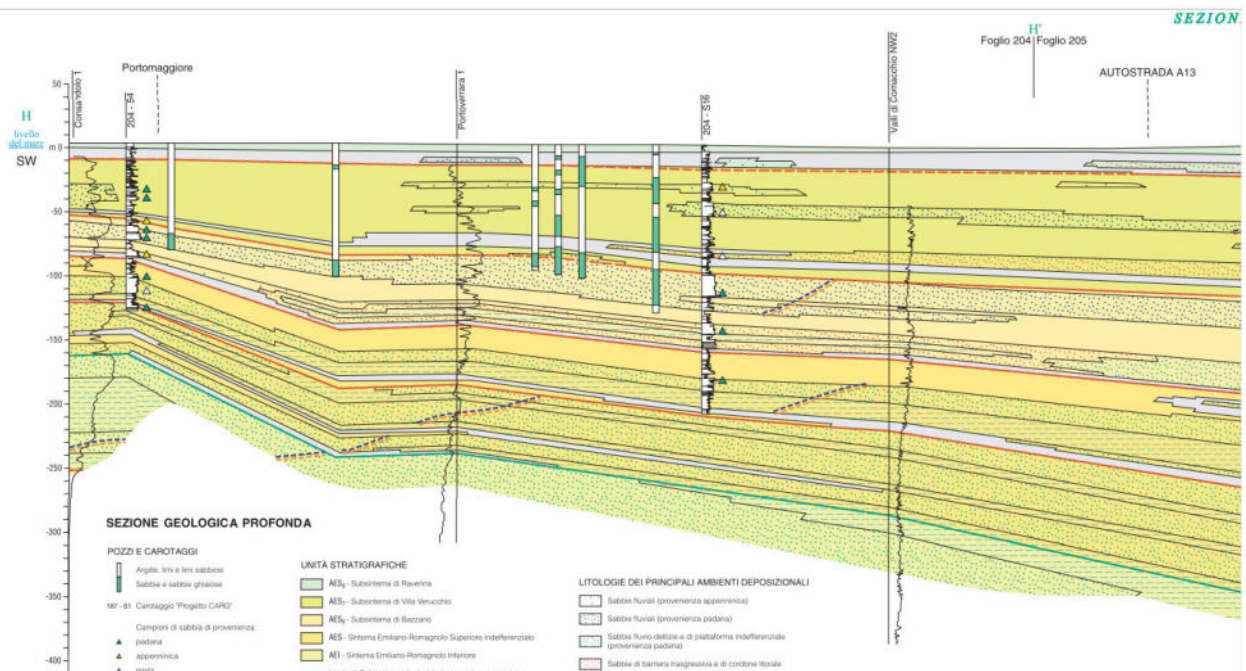 SEZION
H'
Foglio 204 Foglio 205
AUTOSTRADA A13
Portomaggiore
Consandolo 1
204 - S4
Portoverrara 1
204 - S16
Valli di Comacchio NW2
H
livello
del mare
SW
50
m 0
-50
-100
-150
-200
-250
-300
-350
-400
SEZIONE GEOLOGICA PROFONDA
POZZI E CAROTAGGI
Argille, limi e limi sabbiosi
Sabbie e sabbie ghiaiose
187 - S1 Carotaggio "Progetto CARG"
Campioni di sabbia di provenienza:
padana
appenninica
mista
UNITÀ STRATIGRAFICHE
AES8 - Subsintema di Ravenna
AES7 - Subsintema di Villa Verucchio
AES6 - Subsintema di Bazzano
AES - Sintema Emiliano-Romagnolo Superiore indifferenziato
AEI - Sintema Emiliano-Romagnolo Inferiore
LITOLOGIE DEI PRINCIPALI AMBIENTI DEPOSIZIONALI
Sabbie fluviali (provenienza appenninica)
Sabbie fluviali (provenienza padana)
Sabbie fluvio-deltizie e di piattaforma indifferenziate
(provenienza padana)
Sabbie di barriera trasgressiva e di cordone litorale